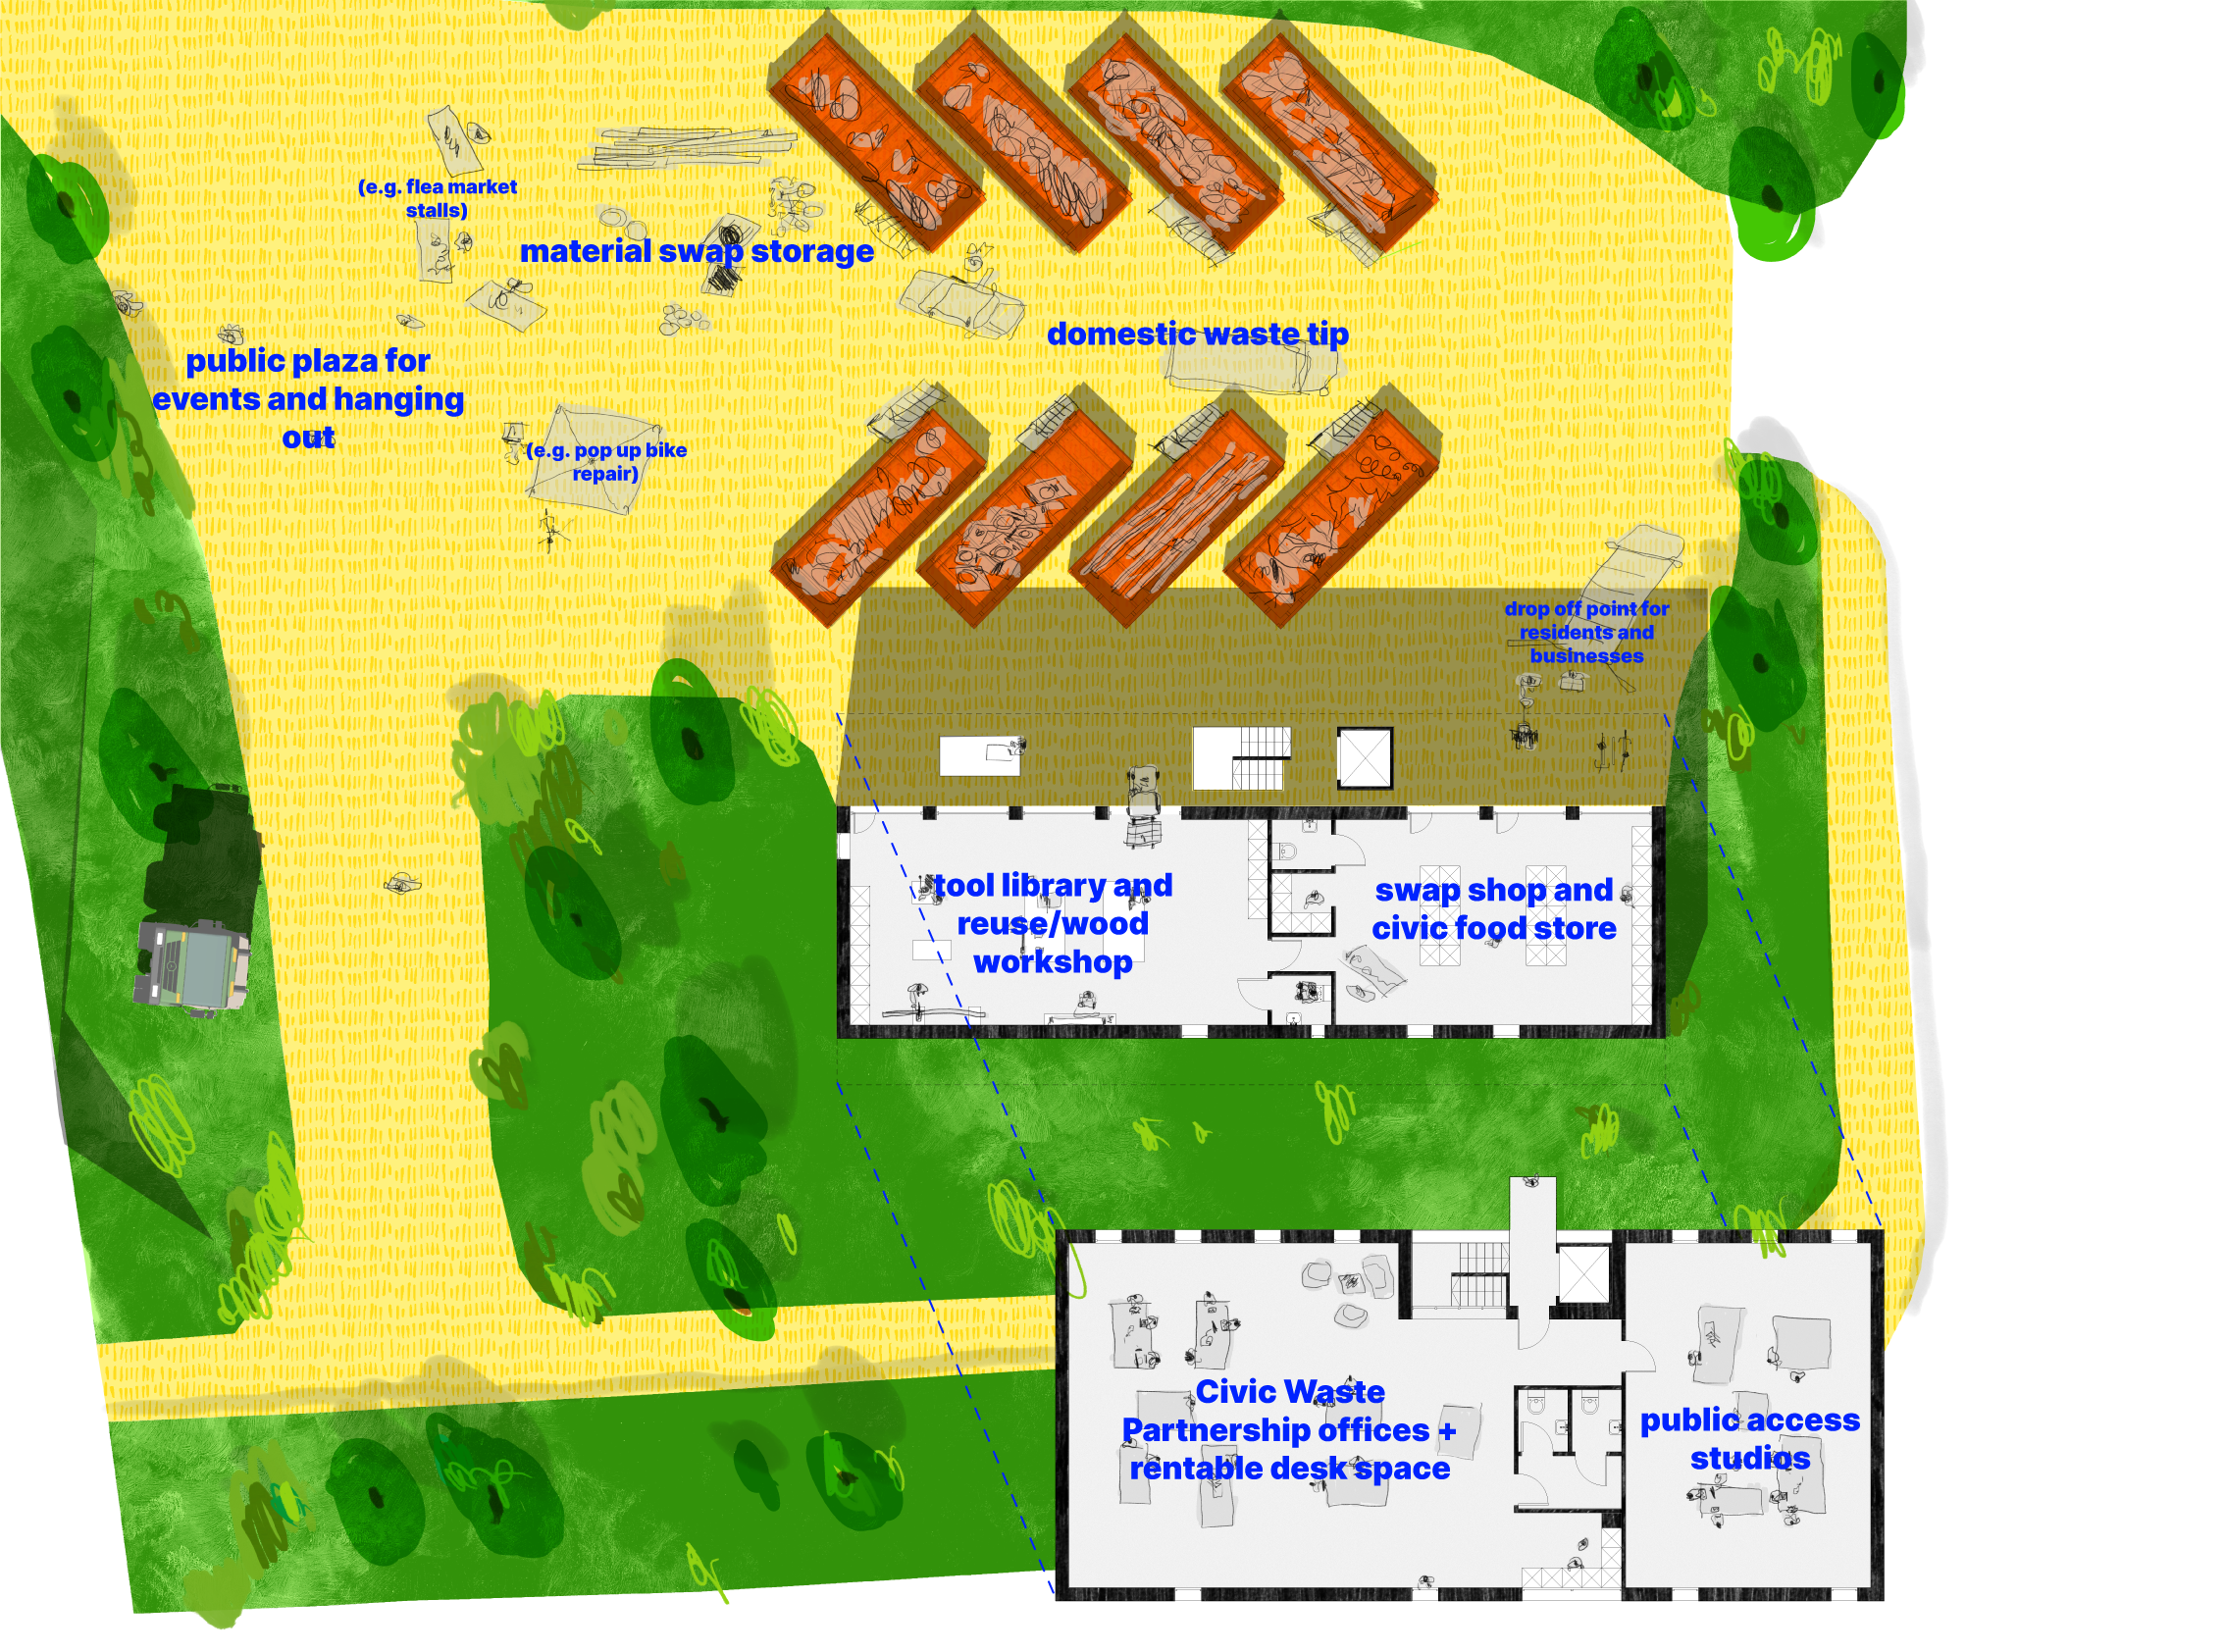 (e.g. flea market
stalls)
material swap storage
domestic waste tip
public plaza for
events and hanging
out
(e.g. pop up bike
repair)
drop off point for
residents and
businesses
tool library and
reuse/wood
workshop
swap shop and
civic food store
Civic Waste
Partnership offices +
rentable desk space
public access
studios